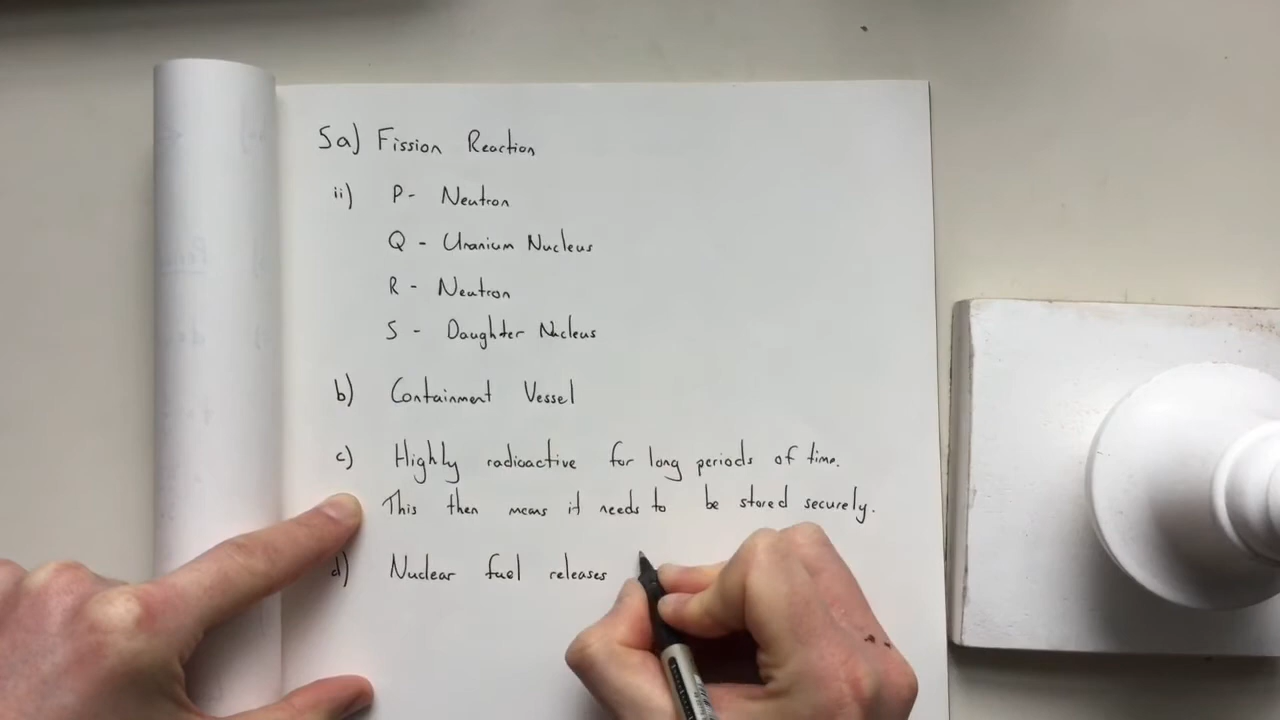 5a) Fission Reaction
ii) P- Neutron
Q - Uranium Nucleus
R - Neutron
S - Daughter Nucleus
b) Containment Vessel
c) Highly radioactive for long periods of time.
This then means it needs to be stored securely.
d) Nuclear fuel releases